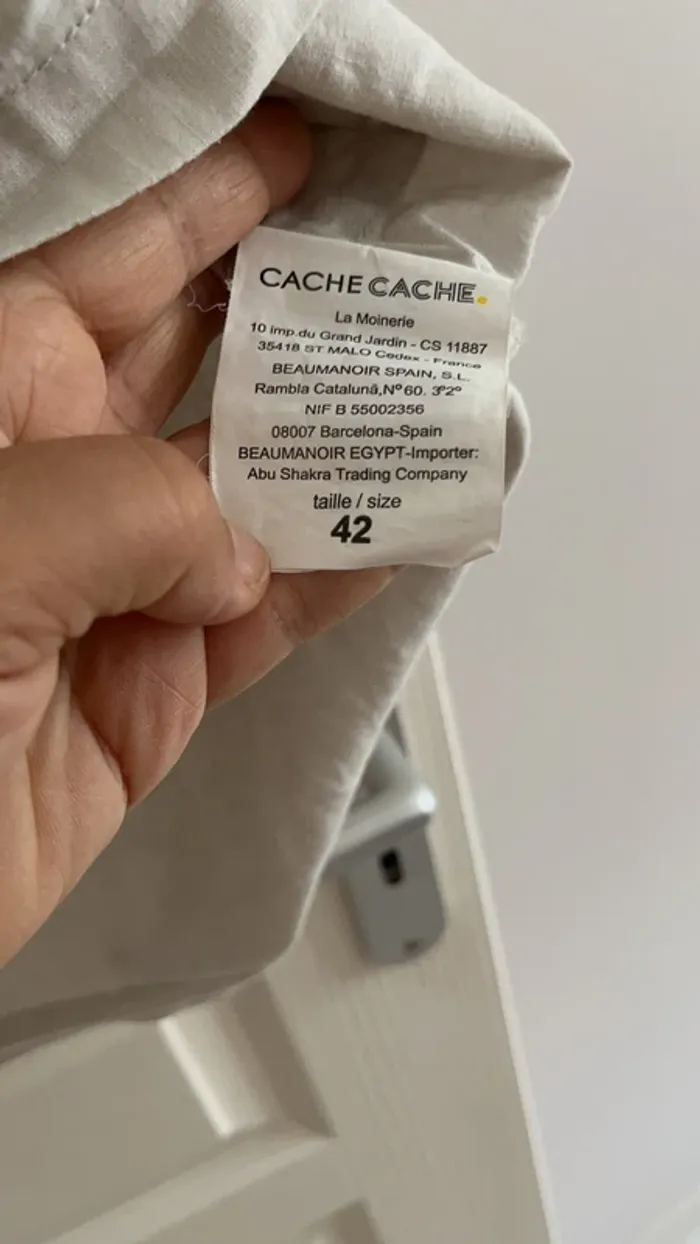 CACHE CACHE.
La Moinerie
10 imp.du Grand Jardin - CS 11887
35418 ST MALO Cedex - France
BEAUMANOIR SPAIN, S.L.
Rambla Catalunã,Nº60. 3º2º
NIF B 55002356
08007 Barcelona-Spain
BEAUMANOIR EGYPT-Importer:
Abu Shakra Trading Company
taille / size
42